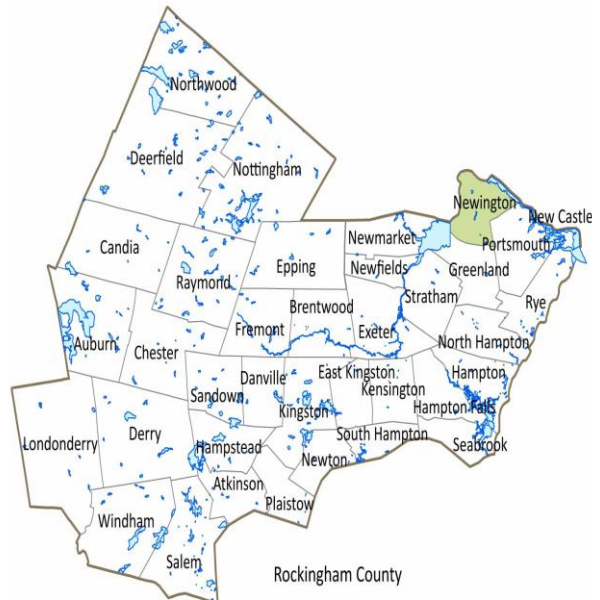 Northwood
Deerfield
Nottingham
Newington
New Castle
Candia
Newmarket
Portsmouth
Epping
Newfields
Greenland
Raymond
Stratham
Rye
Brentwood
Fremont
Exeter
Auburn
Chester
North Hampton
Danville
East Kingston
Hampton
Sandown
Kensington
Kingston
Hampton Falls
Londonderry
Derry
Hampstead
South Hampton
Seabrook
Newton
Atkinson
Plaistow
Windham
Salem
Rockingham County